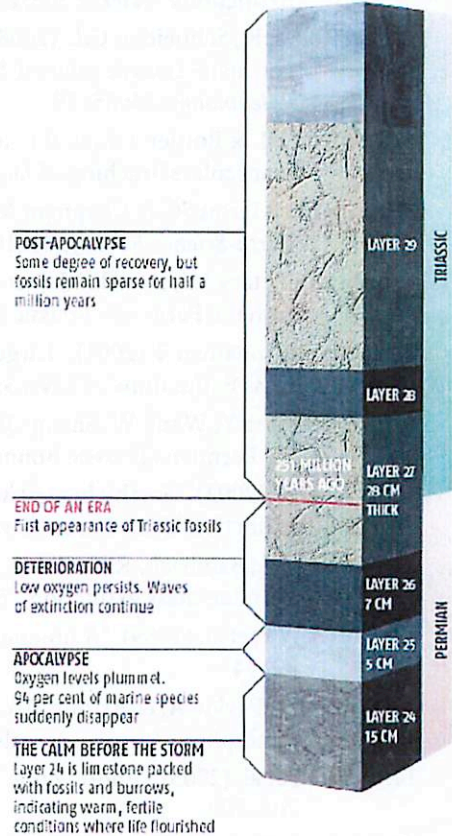 POST-APOCALYPSE
Some degree of recovery, but
fossils remain sparse for half a
million years
END OF AN ERA
First appearance of Triassic fossils
DETERIORATION
Low oxygen persists. Waves
of extinction continue
APOCALYPSE
Oxygen levels plummet.
94 per cent of marine species
suddenly disappear
THE CALM BEFORE THE STORM
Layer 24 is limestone packed
with fossils and burrows,
indicating warm, fertile
conditions where life flourished
251 MILLION
YEARS AGO
LAYER 29
LAYER 28
LAYER 27
28 CM
THICK
LAYER 26
7 CM
LAYER 25
5 CM
LAYER 24
15 CM
TRIASSIC
PERMIAN